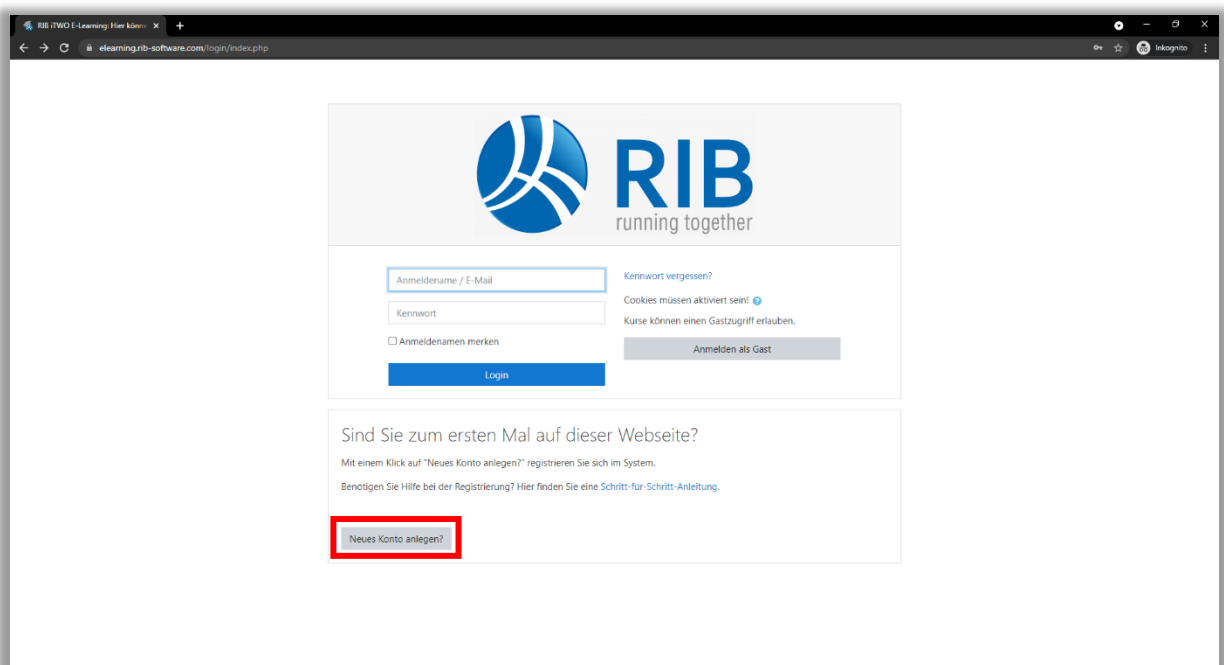 RIB iTWO E-Learning: Hier könne
elearning.rib-software.com/login/index.php
Inkognito
RIB
running together
Anmeldename / E-Mail
Kennwort
Anmeldenamen merken
Login
Kennwort vergessen?
Cookies müssen aktiviert sein!
Kurse können einen Gastzugriff erlauben.
Anmelden als Gast
Sind Sie zum ersten Mal auf dieser Webseite?
Mit einem Klick auf "Neues Konto anlegen?" registrieren Sie sich im System.
Benötigen Sie Hilfe bei der Registrierung? Hier finden Sie eine Schritt-für-Schritt-Anleitung.
Neues Konto anlegen?